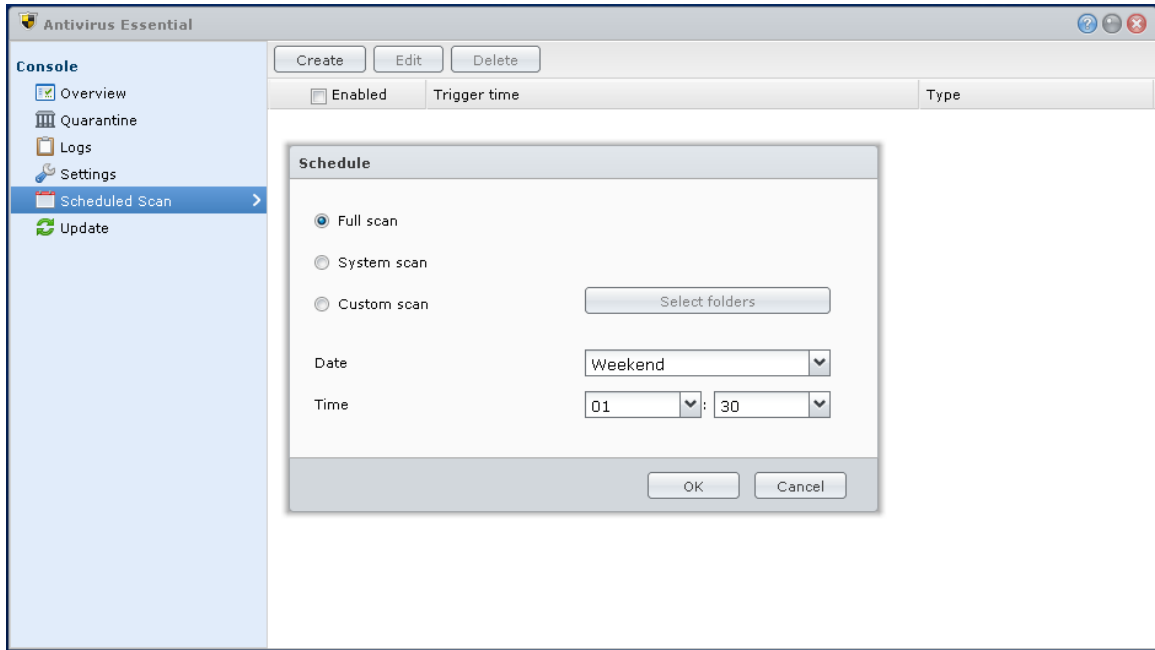 Antivirus Essential
Console
Overview
Quarantine
Logs
Settings
Scheduled Scan
Update
Create Edit Delete
Enabled Trigger time Type
Schedule
Full scan
System scan
Custom scan Select folders
Date Weekend
Time 01 : 30
OK Cancel